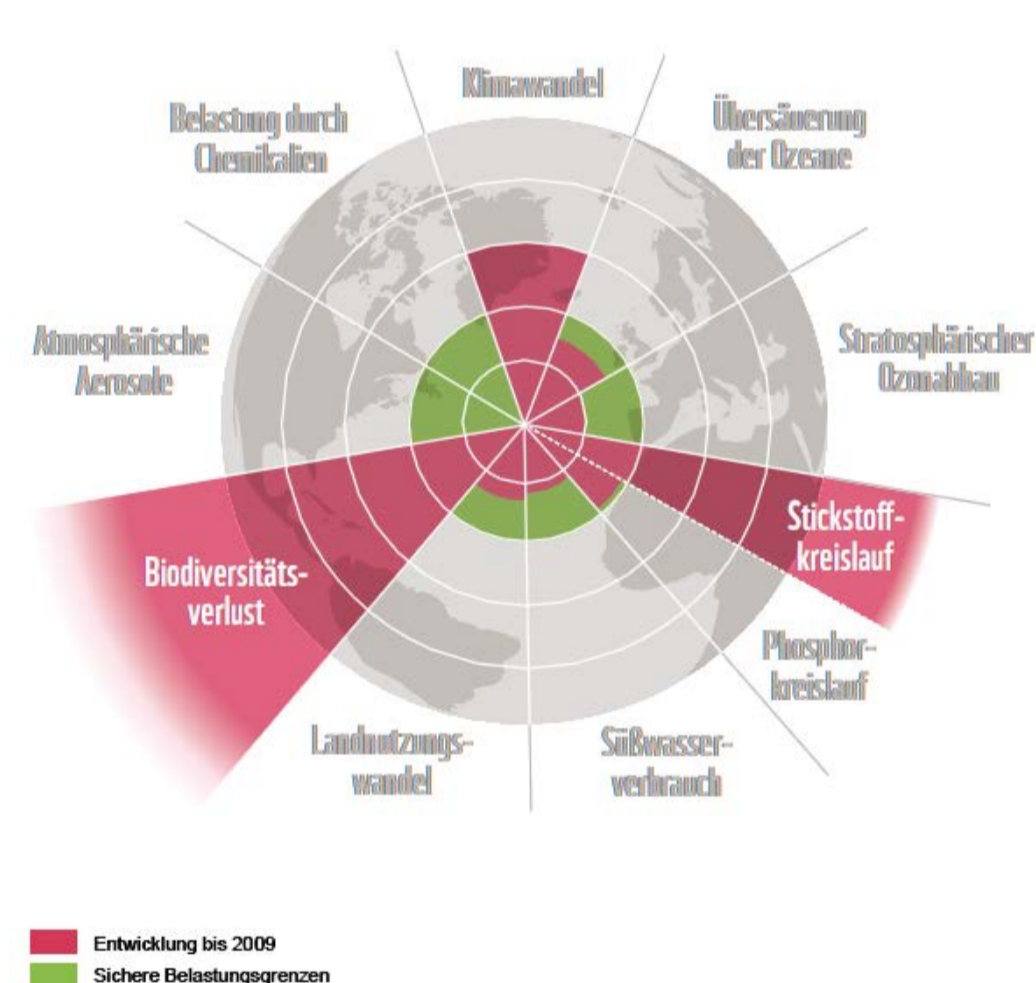 Klimawandel
Übersäuerung
der Ozeane
Stratosphärischer
Ozonabbau
Stickstoff-
kreislauf
Phosphor-
kreislauf
Süßwasser-
verbrauch
Landnutzungs-
wandel
Biodiversitäts-
verlust
Atmosphärische
Aerosole
Belastung durch
Chemikalien
Entwicklung bis 2009
Sichere Belastungsgrenzen